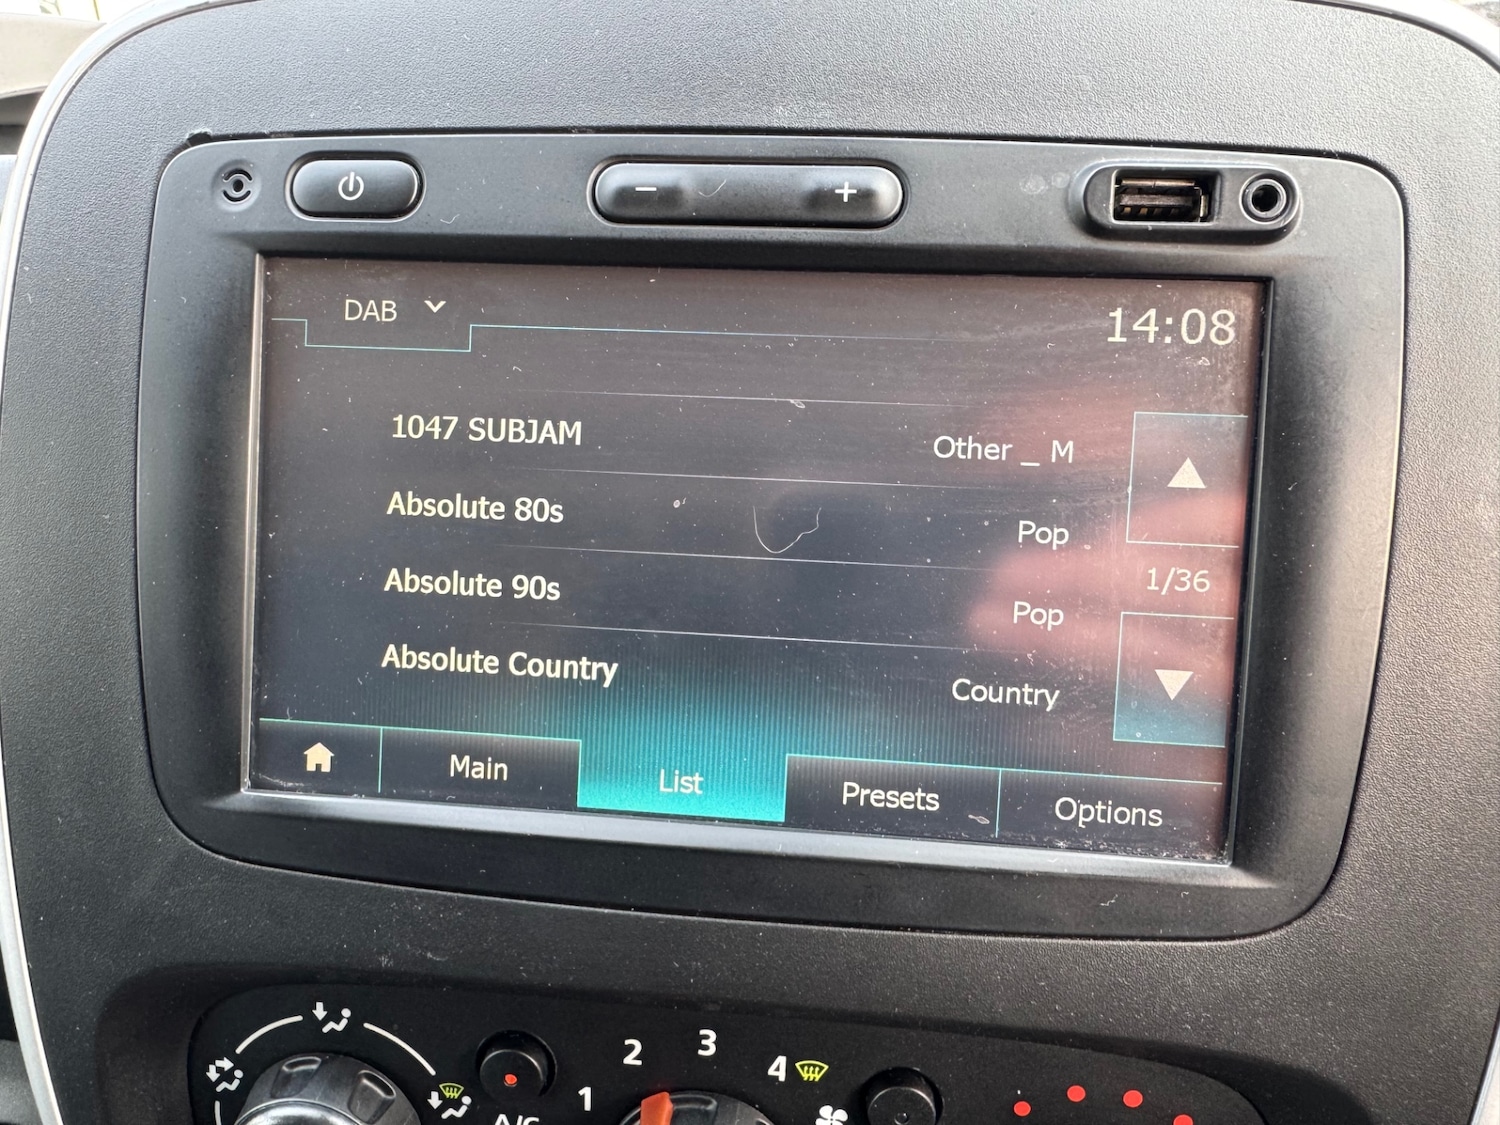 DAB
14:08
1047 SUBJAM
Other _ M
Absolute 80s
Pop
Absolute 90s
Pop
1/36
Absolute Country
Country
Main
List
Presets
Options
1
2
3
4
A/C